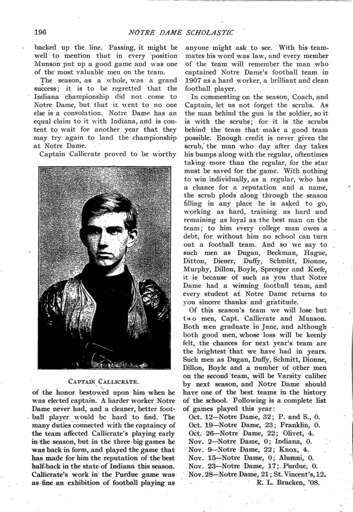 196
NOTRE DAME SCHOLASTIC
backed up the line. Passing, it might be
well to mention that in every position
Munson put up a good game and was one
of the most valuable men on the team.
The season, as a whole, was a grand
success; it is to be regretted that the
Indiana championship did not come to
Notre Dame, but that it went to no one
else is a consolation. Notre Dame has an
equal claim to it with Indiana, and is con-
tent to wait for another year that they
may try again to land the championship
at Notre Dame.
Captain Callicrate proved to be worthy
CAPTAIN CALLICRATE.
of the honor bestowed upon him when he
was elected captain. A harder worker Notre
Dame never had, and a cleaner, better foot-
ball player would be hard to find. The
many duties connected with the captaincy of
the team affected Callicrate's playing early
in the season, but in the three big games he
was back in form, and played the game that
has made for him the reputation of the best
half-back in the state of Indiana this season.
Callicrate's work in the Purdue game was
as fine an exhibition of football playing as
anyone might ask to see. With his team-
mates his word was law, and every member
of the team will remember the man who
captained Notre Dame's football team in
1907 as a hard worker, a brilliant and clean
football player.
In commenting on the season, Coach, and
Captain, let us not forget the scrubs. As
the man behind the gun is the soldier, so it
is with the scrubs; for it is the scrubs
behind the team that make a good team
possible. Enough credit is never given the
scrub, the man who day after day takes
his bumps along with the regular, oftentimes
taking more than the regular, for the star
must be saved for the game. With nothing
to win individually, as a regular, who has
a chance for a reputation and a name,
the scrub plods along through the season
filling in any place he is asked to go,
working as hard, training as hard and
remaining as loyal as the best man on the
team; to him every college man owes a
debt, for without him no school can turn
out a football team. And so we say to
such men as Dugan, Beckman, Hague,
Ditton, Diener, Duffy, Schmitt, Dionne,
Murphy, Dillon, Boyle, Sprenger and Keefe,
it is because of such as you that Notre
Dame had a winning football team, and
every student at Notre Dame returns to
you sincere thanks and gratitude.
Of this season's team we will lose but
two men, Capt. Callicrate and Munson.
Both men graduate in June, and although
both good men, whose loss will be keenly
felt, the chances for next year's team are
the brightest that we have had in years.
Such men as Dugan, Duffy, Schmitt, Dionne,
Dillon, Boyle and a number of other men
on the second team, will be Varsity caliber
by next season, and Notre Dame should
have one of the best teams in the history
of the school. Following is a complete list
of games played this year:
Oct. 12—Notre Dame, 32; P. and S., 0.
Oct. 19—Notre Dame, 23; Franklin, 0.
Oct. 26—Notre Dame, 22; Olivet, 4.
Nov. 2—Notre Dame, 0; Indiana, 0.
Nov. 9—Notre Dame, 22; Knox, 4.
Nov. 15—Notre Dame, 0; Alumni, 0.
Nov. 23—Notre Dame, 17; Purdue, 0.
Nov. 28—Notre Dame, 21; St. Vincent's, 12.
R. L. Bracken, '08.